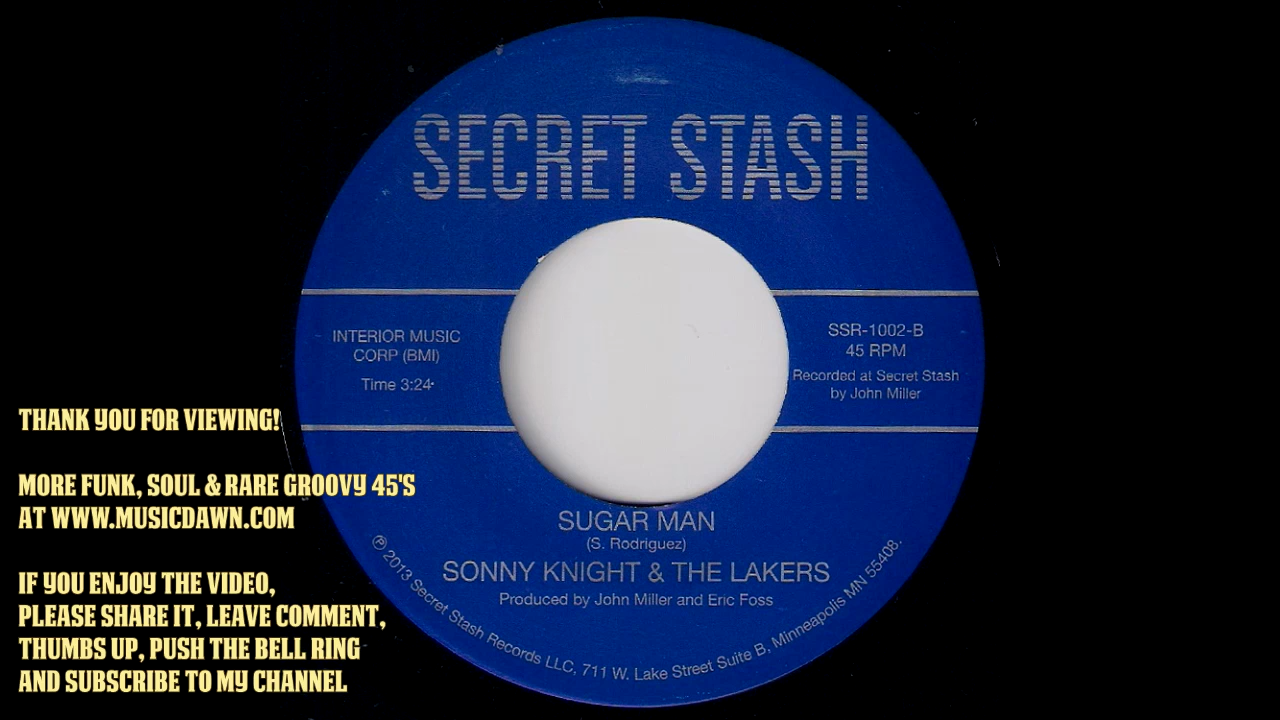 SECRET STASH
INTERIOR MUSIC
CORP (BMI)
Time 3:24
SSR-1002-B
45 RPM
Recorded at Secret Stash
by John Miller
SUGAR MAN
(S. Rodriguez)
SONNY KNIGHT & THE LAKERS
Produced by John Miller and Eric Foss
℗ 2013 Secret Stash Records LLC, 711 W. Lake Street Suite B, Minneapolis MN 55408.
THANK YOU FOR VIEWING!
MORE FUNK, SOUL & RARE GROOVY 45'S
AT WWW.MUSICDAWN.COM
IF YOU ENJOY THE VIDEO,
PLEASE SHARE IT, LEAVE COMMENT,
THUMBS UP, PUSH THE BELL RING
AND SUBSCRIBE TO MY CHANNEL